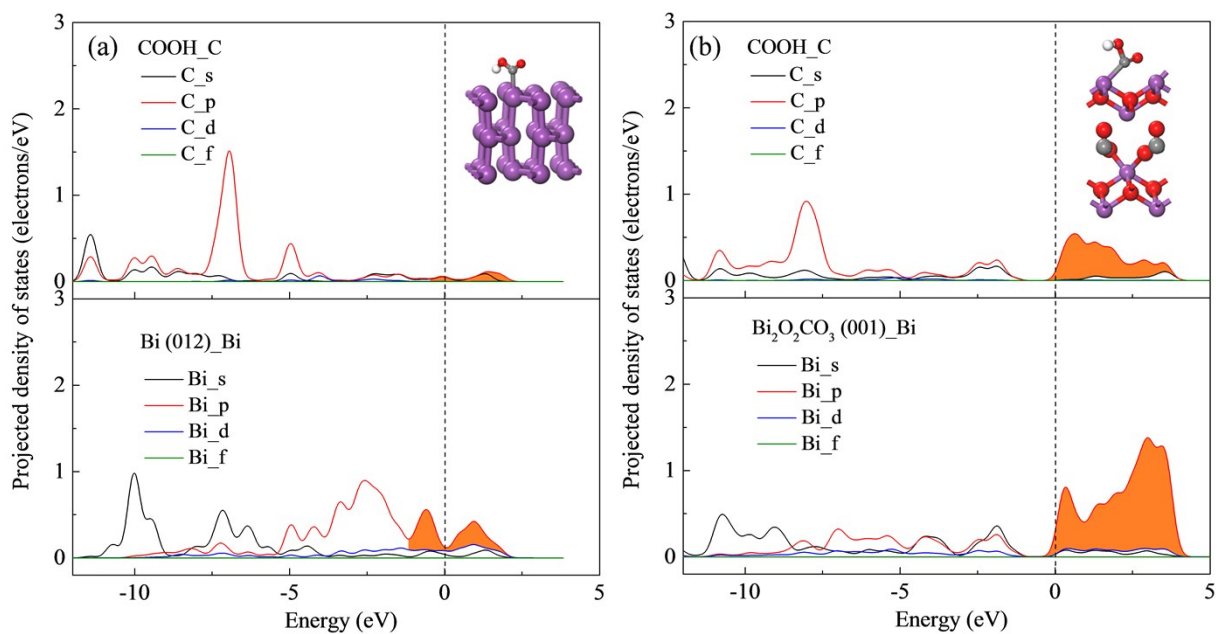 Projected density of states (electrons/eV)
3
2
1
0
3
2
1
0
(a)
COOH_C
C_s
C_p
C_d
C_f
Bi (012)_Bi
Bi_s
Bi_p
Bi_d
Bi_f
-10
-5
0
5
Energy (eV)
Projected density of states (electrons/eV)
3
2
1
0
3
2
1
0
(b)
COOH_C
C_s
C_p
C_d
C_f
Bi₂O₂CO₃ (001)_Bi
Bi_s
Bi_p
Bi_d
Bi_f
-10
-5
0
5
Energy (eV)